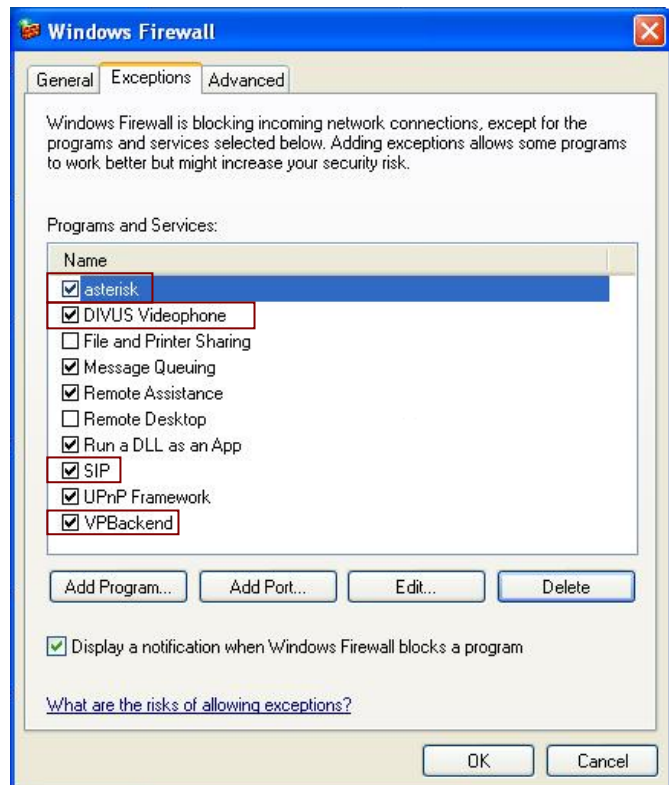 Windows Firewall
General Exceptions Advanced
Windows Firewall is blocking incoming network connections, except for the
programs and services selected below. Adding exceptions allows some programs
to work better but might increase your security risk.
Programs and Services:
Name
asterisk
DIVUS Videophone
File and Printer Sharing
Message Queuing
Remote Assistance
Remote Desktop
Run a DLL as an App
SIP
UPnP Framework
VPBackend
Add Program... Add Port... Edit... Delete
Display a notification when Windows Firewall blocks a program
What are the risks of allowing exceptions?
OK Cancel